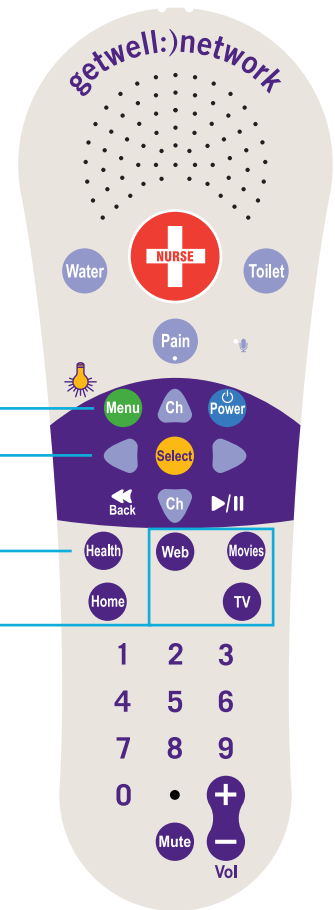 getwell:)network
NURSE
Water Toilet
Pain
Menu Ch Power
Select
Back Ch
Health Web Movies
Home TV
1 2 3
4 5 6
7 8 9
0 • +
Mute −
Vol